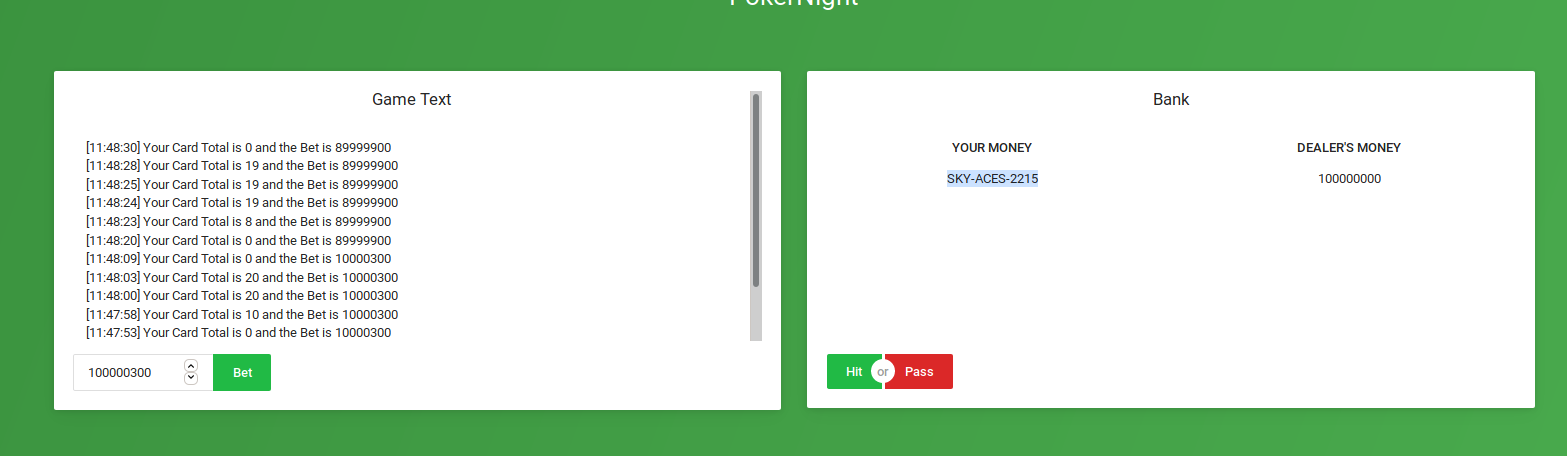 PokerNight
Game Text
[11:48:30] Your Card Total is 0 and the Bet is 89999900
[11:48:28] Your Card Total is 19 and the Bet is 89999900
[11:48:25] Your Card Total is 19 and the Bet is 89999900
[11:48:24] Your Card Total is 19 and the Bet is 89999900
[11:48:23] Your Card Total is 8 and the Bet is 89999900
[11:48:20] Your Card Total is 0 and the Bet is 89999900
[11:48:09] Your Card Total is 0 and the Bet is 10000300
[11:48:03] Your Card Total is 20 and the Bet is 10000300
[11:48:00] Your Card Total is 20 and the Bet is 10000300
[11:47:58] Your Card Total is 10 and the Bet is 10000300
[11:47:53] Your Card Total is 0 and the Bet is 10000300
100000300 Bet
Bank
YOUR MONEY DEALER'S MONEY
SKY-ACES-2215 100000000
Hit or Pass